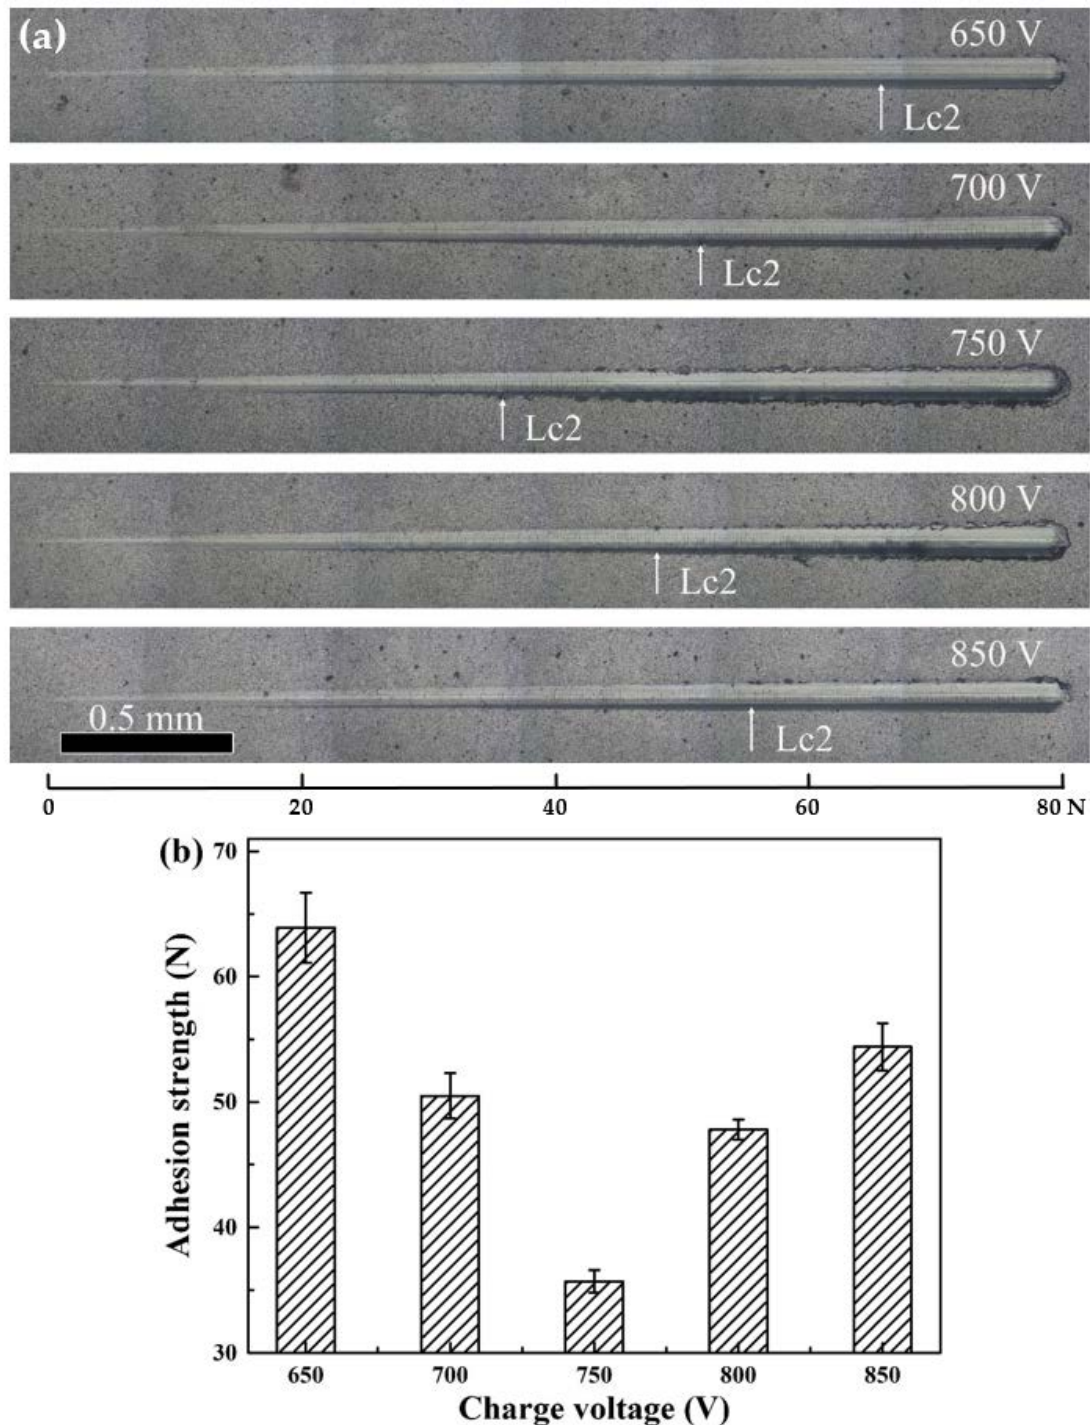 (a)
650 V
Lc2
700 V
Lc2
750 V
Lc2
800 V
Lc2
850 V
0.5 mm
Lc2
0 20 40 60 80 N
(b)
70
60
50
40
30
Adhesion strength (N)
650 700 750 800 850
Charge voltage (V)